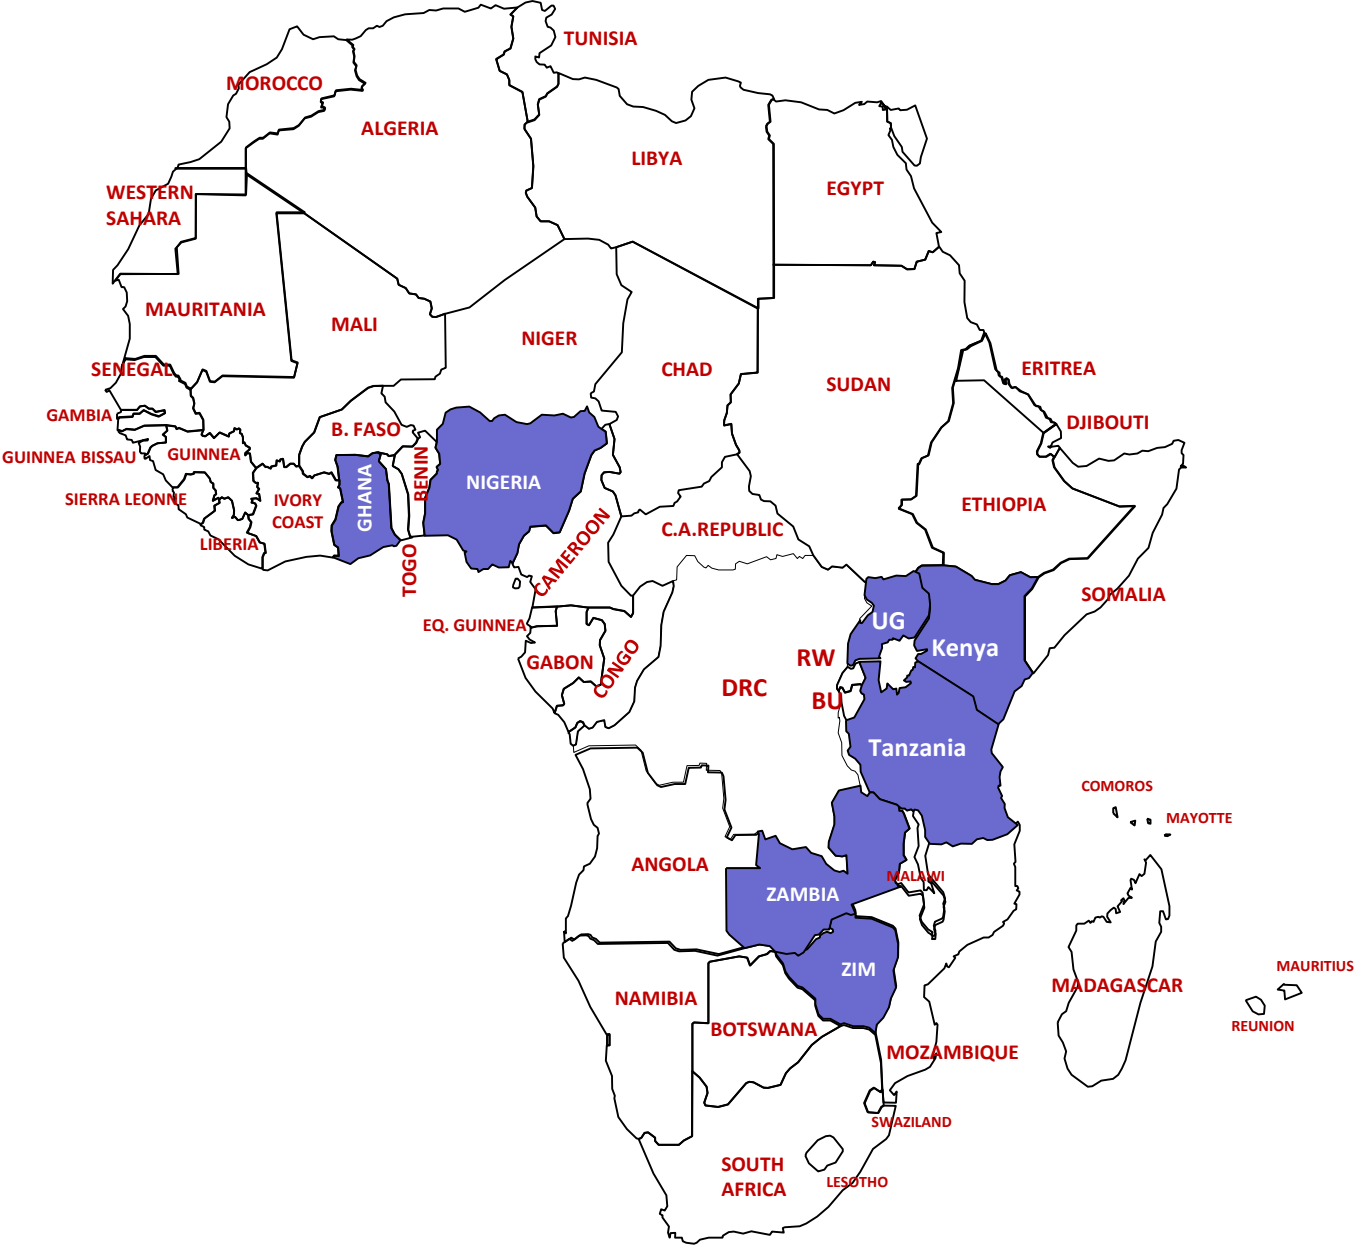 TUNISIA
MOROCCO
ALGERIA
LIBYA
EGYPT
WESTERN
SAHARA
MAURITANIA
MALI
NIGER
CHAD
SUDAN
ERITREA
SENEGAL
GAMBIA
DJIBOUTI
B. FASO
GUINNEA BISSAU
GUINNEA
BENIN
NIGERIA
GHANA
SIERRA LEONNE
IVORY
COAST
ETHIOPIA
C.A.REPUBLIC
LIBERIA
TOGO
CAMEROON
SOMALIA
EQ. GUINNEA
UG
Kenya
GABON
CONGO
RW
DRC
BU
Tanzania
COMOROS
MAYOTTE
ANGOLA
MALAWI
ZAMBIA
ZIM
MAURITIUS
MADAGASCAR
NAMIBIA
REUNION
BOTSWANA
MOZAMBIQUE
SWAZILAND
SOUTH
AFRICA
LESOTHO